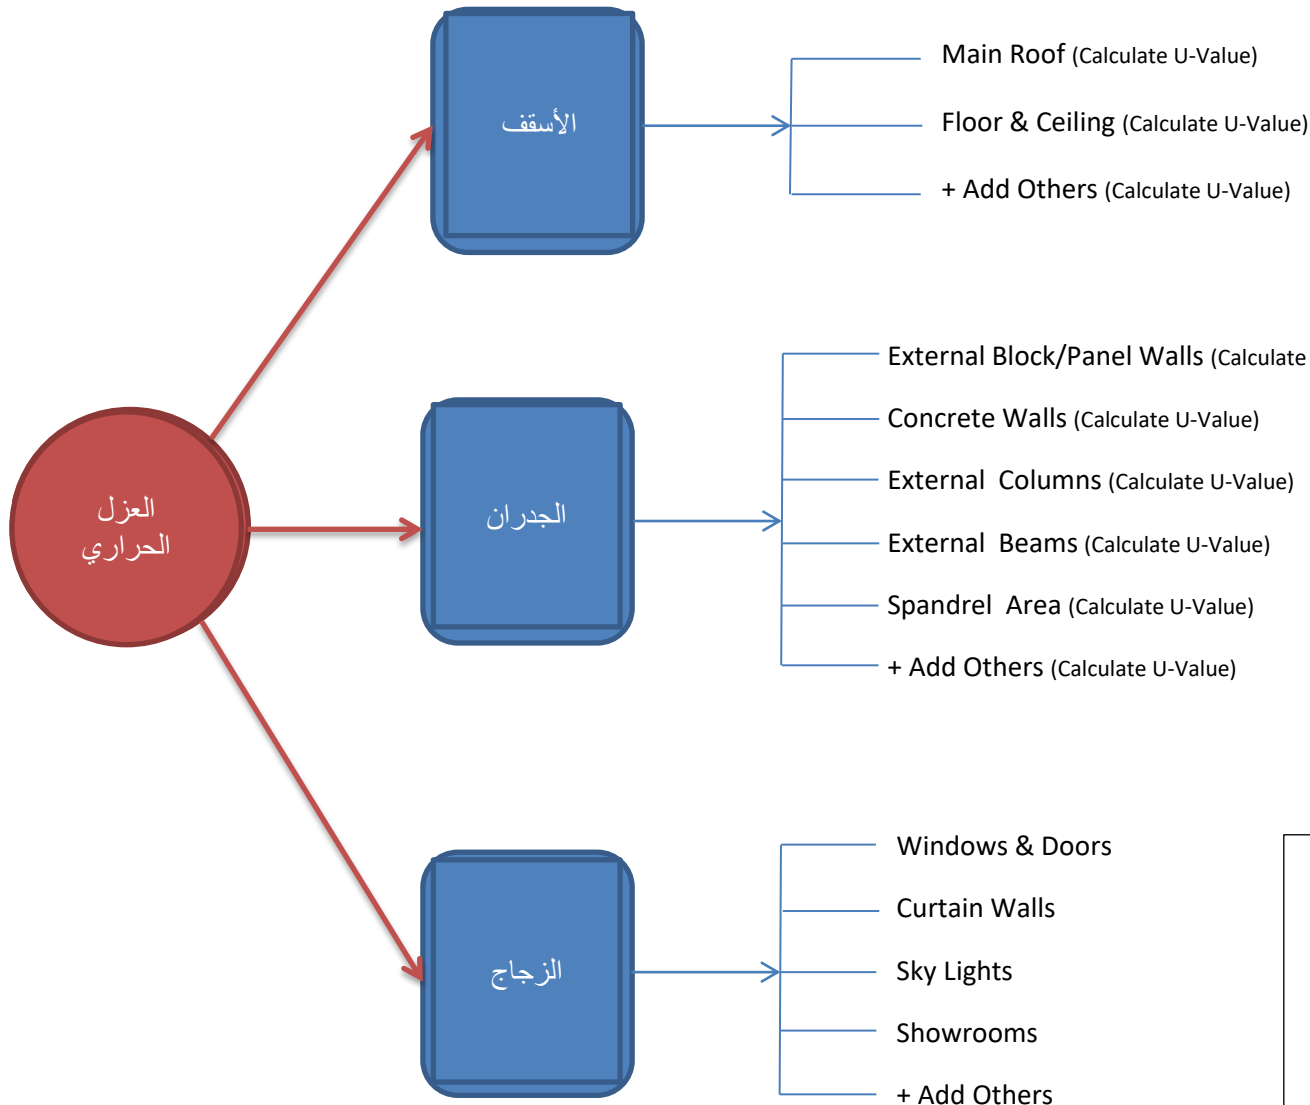 الأسقف
Main Roof (Calculate U-Value)
Floor & Ceiling (Calculate U-Value)
+ Add Others (Calculate U-Value)
العزل
الحراري
الجدران
External Block/Panel Walls (Calculate
Concrete Walls (Calculate U-Value)
External  Columns (Calculate U-Value)
External  Beams (Calculate U-Value)
Spandrel  Area (Calculate U-Value)
+ Add Others (Calculate U-Value)
الزجاج
Windows & Doors
Curtain Walls
Sky Lights
Showrooms
+ Add Others